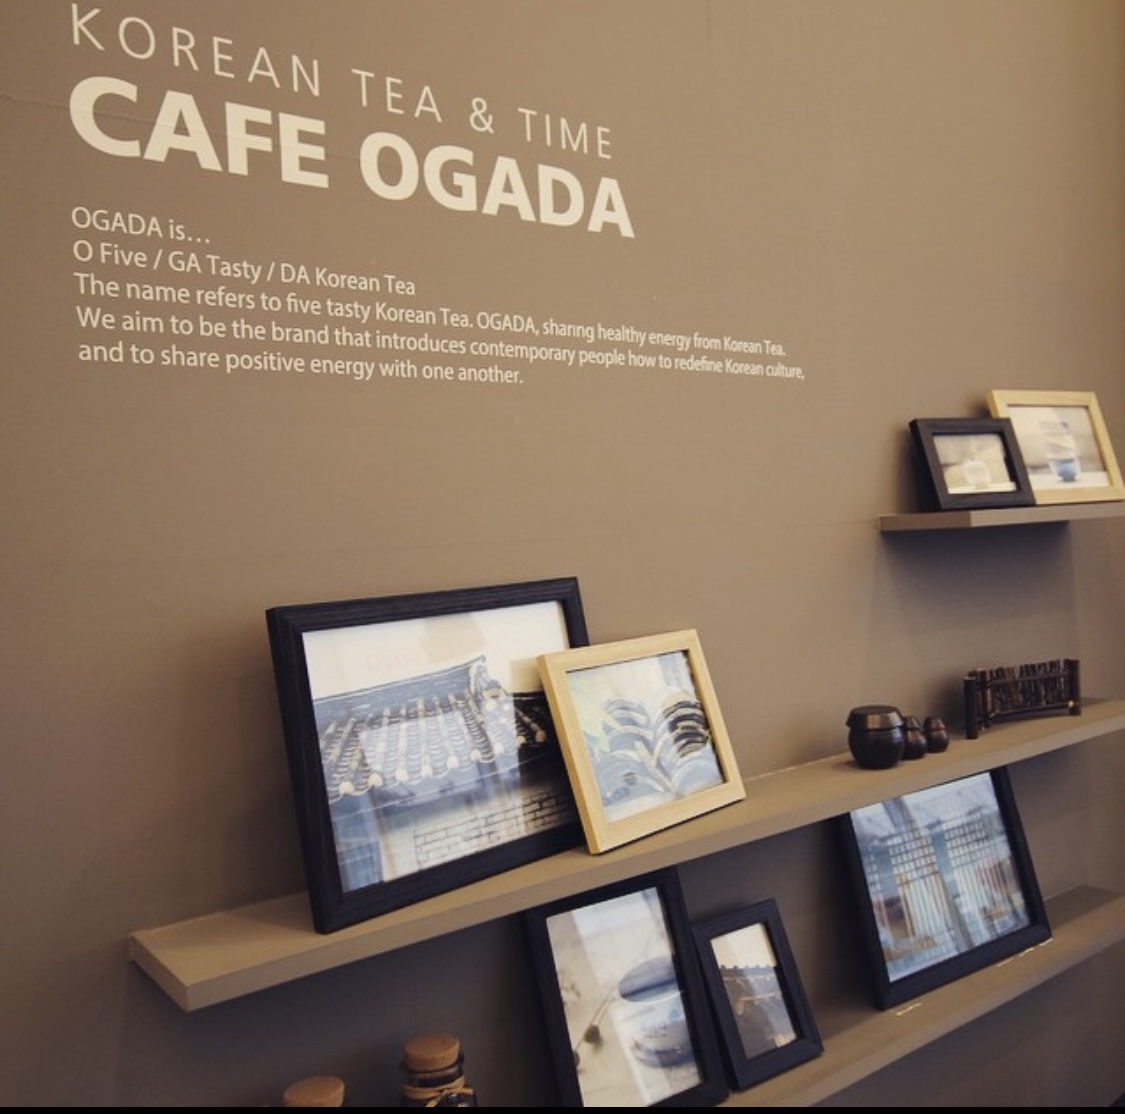 KOREAN TEA & TIME
CAFE OGADA
OGADA is...
O Five / GA Tasty / DA Korean Tea
The name refers to five tasty Korean Tea. OGADA, sharing healthy energy from Korean Tea.
We aim to be the brand that introduces contemporary people how to redefine Korean culture,
and to share positive energy with one another.